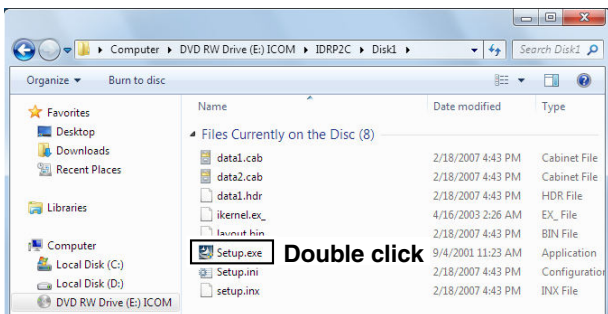 Computer ▸ DVD RW Drive (E:) ICOM ▸ IDRP2C ▸ Disk1 ▸ Search Disk1
Organize ▾ Burn to disc
Favorites
Desktop
Downloads
Recent Places
Libraries
Computer
Local Disk (C:)
Local Disk (D:)
DVD RW Drive (E:) ICOM
Name Date modified Type
Files Currently on the Disc (8)
data1.cab 2/18/2007 4:43 PM Cabinet File
data2.cab 2/18/2007 4:43 PM Cabinet File
data1.hdr 2/18/2007 4:43 PM HDR File
ikernel.ex_ 4/16/2003 2:26 AM EX_ File
layout.bin 2/18/2007 4:43 PM BIN File
Setup.exe Double click 9/4/2001 11:23 AM Application
Setup.ini 2/18/2007 4:43 PM Configuration
setup.inx 2/18/2007 4:43 PM INX File